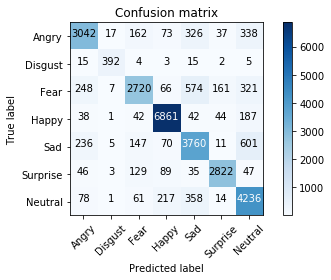 Confusion matrix
True label
Angry 3042 17 162 73 326 37 338
Disgust 15 392 4 3 15 2 5
Fear 248 7 2720 66 574 161 321
Happy 38 1 42 6861 42 44 187
Sad 236 5 147 70 3760 11 601
Surprise 46 3 129 89 35 2822 47
Neutral 78 1 61 217 358 14 4236
Angry Disgust Fear Happy Sad Surprise Neutral
Predicted label
6000
5000
4000
3000
2000
1000